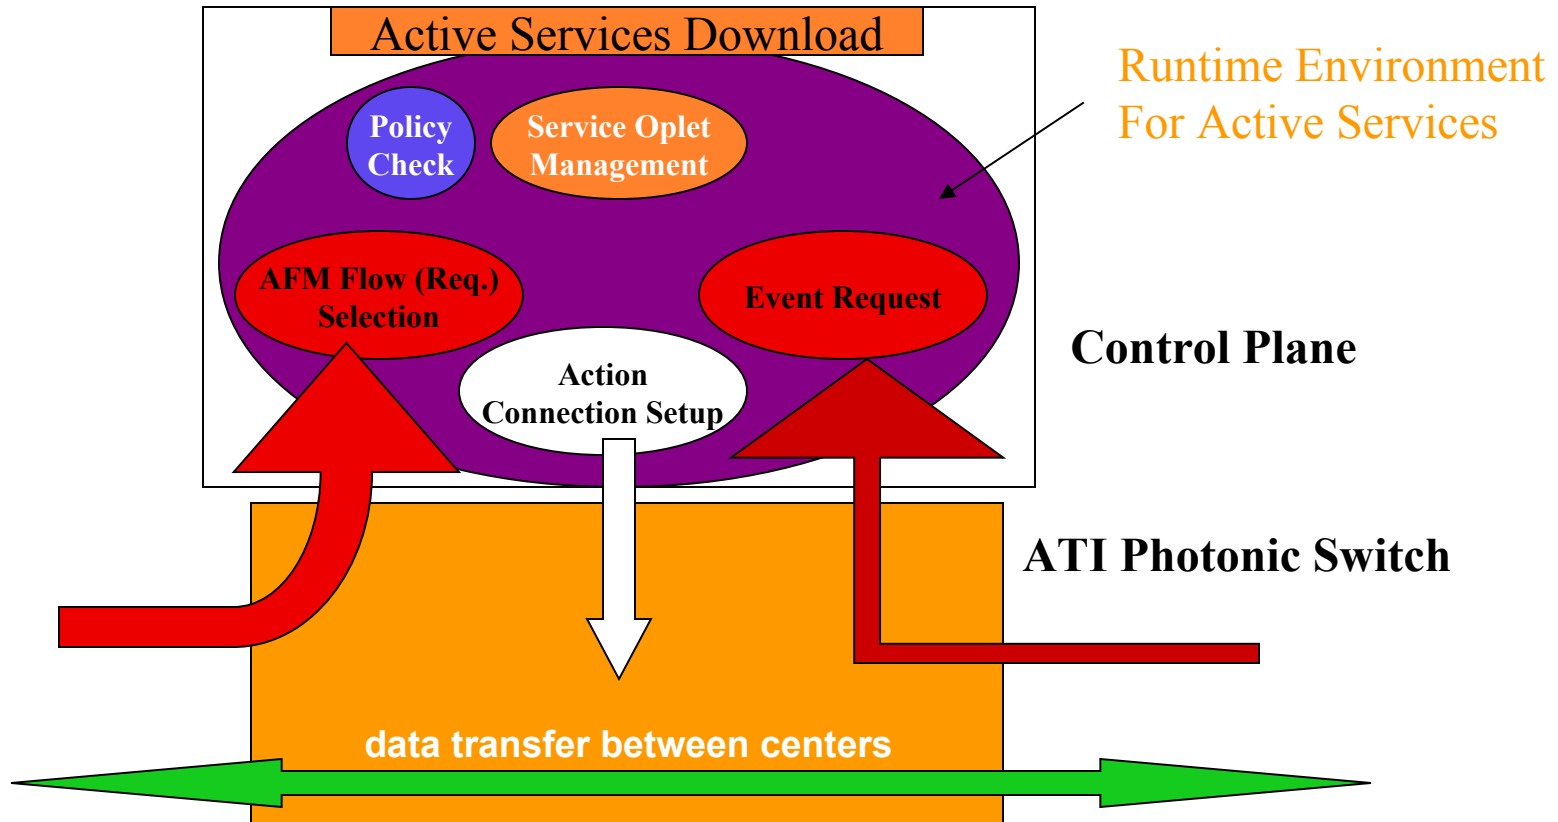 Active Services Download
Runtime Environment
For Active Services
Policy
Check
Service Oplet
Management
AFM Flow (Req.)
Selection
Event Request
Control Plane
Action
Connection Setup
ATI Photonic Switch
data transfer between centers